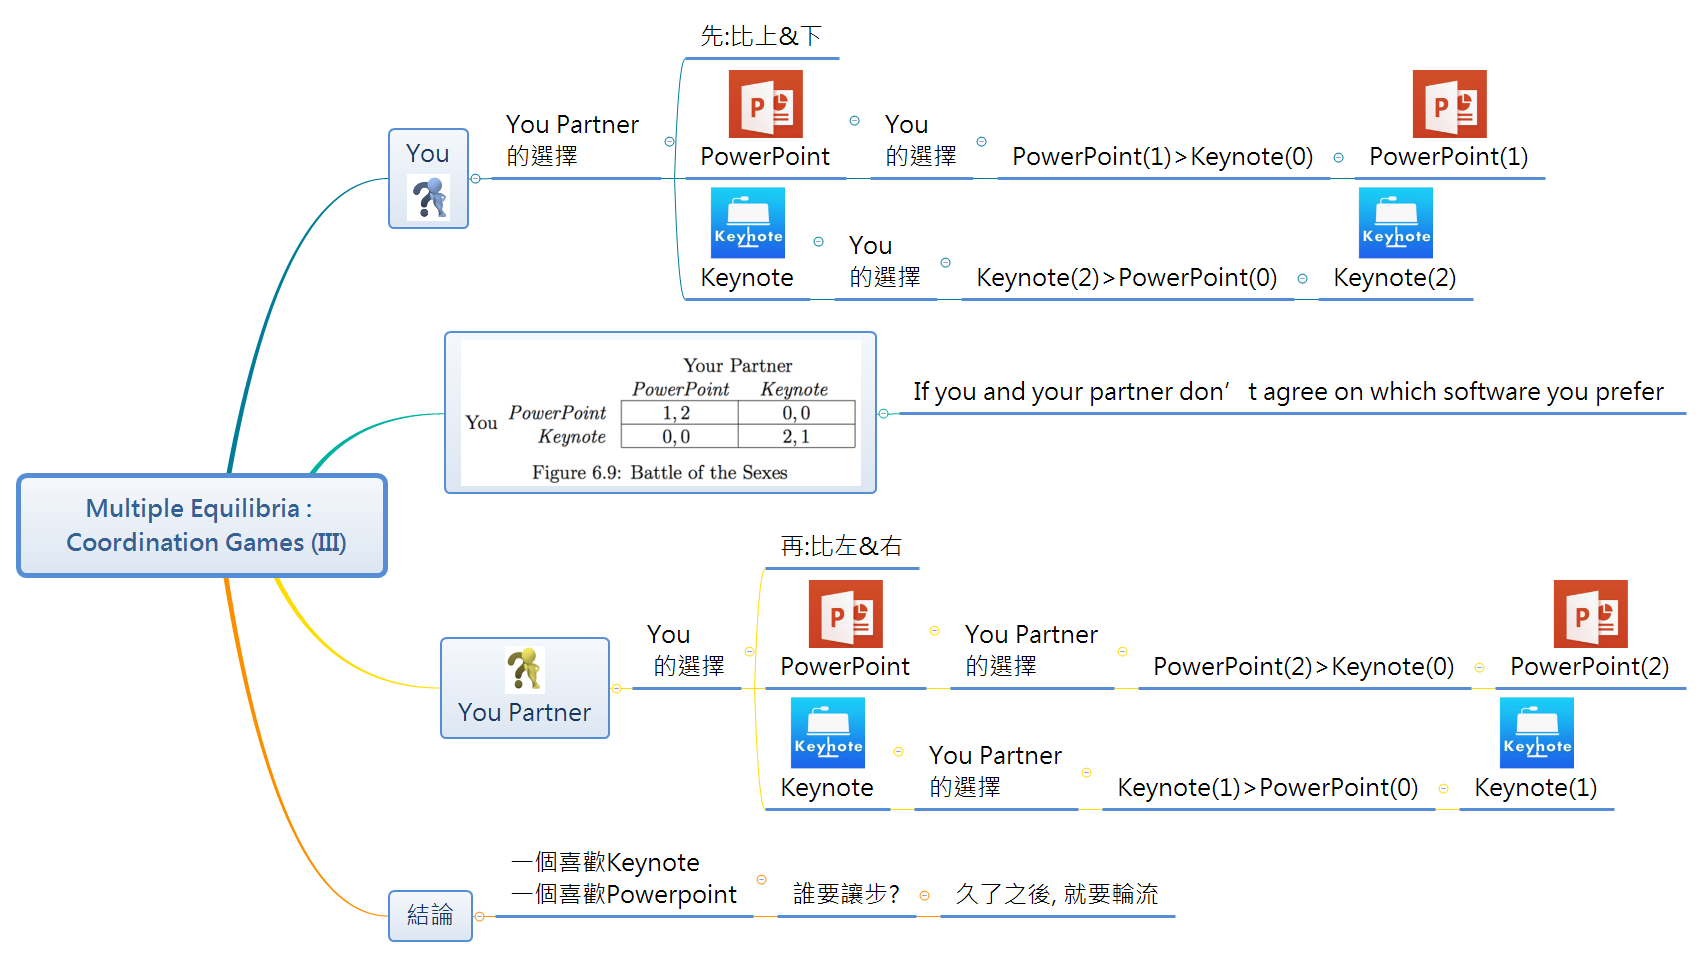 Multiple Equilibria :
Coordination Games (III)
You
You Partner
的選擇
先:比上&下
P
PowerPoint
You
的選擇
PowerPoint(1)>Keynote(0)
P
PowerPoint(1)
Keynote
Keynote
You
的選擇
Keynote(2)>PowerPoint(0)
Keynote
Keynote(2)
Your Partner
PowerPoint Keynote
You PowerPoint 1, 2 0, 0
Keynote 0, 0 2, 1
Figure 6.9: Battle of the Sexes
If you and your partner don’t agree on which software you prefer
You Partner
You
的選擇
再:比左&右
P
PowerPoint
You Partner
的選擇
PowerPoint(2)>Keynote(0)
P
PowerPoint(2)
Keynote
Keynote
You Partner
的選擇
Keynote(1)>PowerPoint(0)
Keynote
Keynote(1)
結論
一個喜歡Keynote
一個喜歡Powerpoint
誰要讓步?
久了之後, 就要輪流